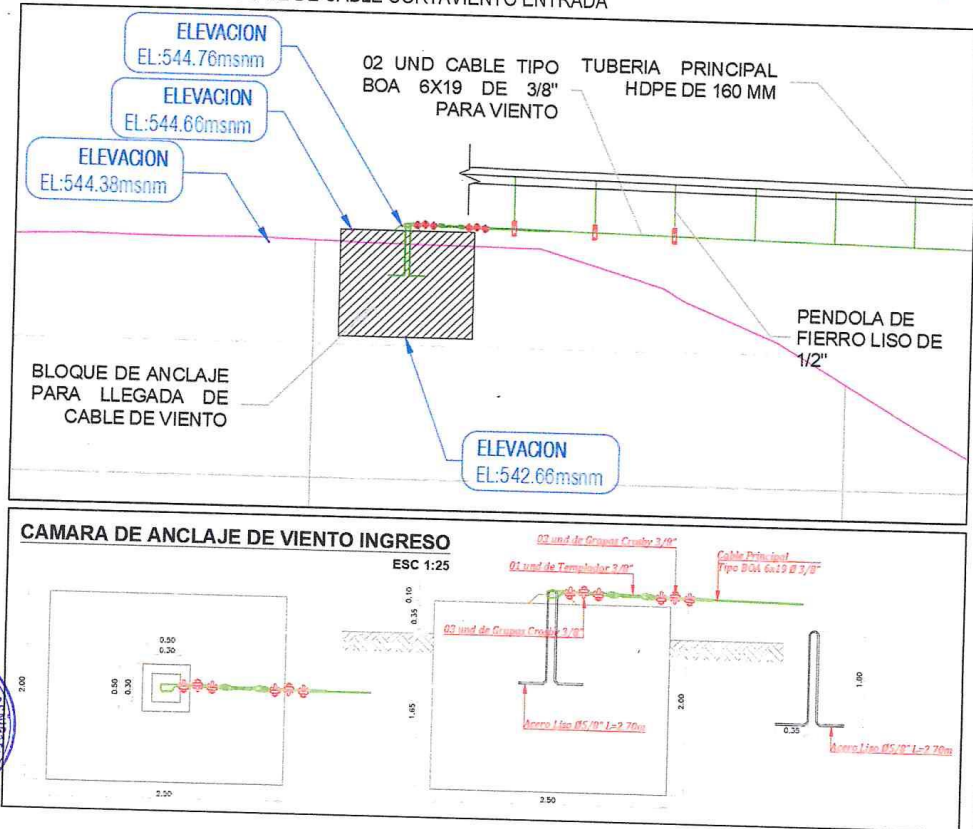 DE CABLE CORTAVIENTO ENTRADA
ELEVACION
EL:544.76msnm
ELEVACION
EL:544.66msnm
ELEVACION
EL:544.38msnm
02 UND CABLE TIPO
BOA 6X19 DE 3/8"
PARA VIENTO
TUBERIA PRINCIPAL
HDPE DE 160 MM
PENDOLA DE
FIERRO LISO DE
1/2"
BLOQUE DE ANCLAJE
PARA LLEGADA DE
CABLE DE VIENTO
ELEVACION
EL:542.66msnm
CAMARA DE ANCLAJE DE VIENTO INGRESO
ESC 1:25
2.00
0.50
0.30
0.50
0.30
2.50
03 und de Grapas Crosby 3/8"
01 und de Templador 3/8"
Cable Principal
Tipo BOA 6x19 Ø 3/8"
03 und de Grapas Crosby 3/8"
0.10
0.35
1.65
2.00
2.50
Acero Liso Ø5/8" L=2.70m
1.00
0.35
Acero Liso Ø5/8" L=2.70m